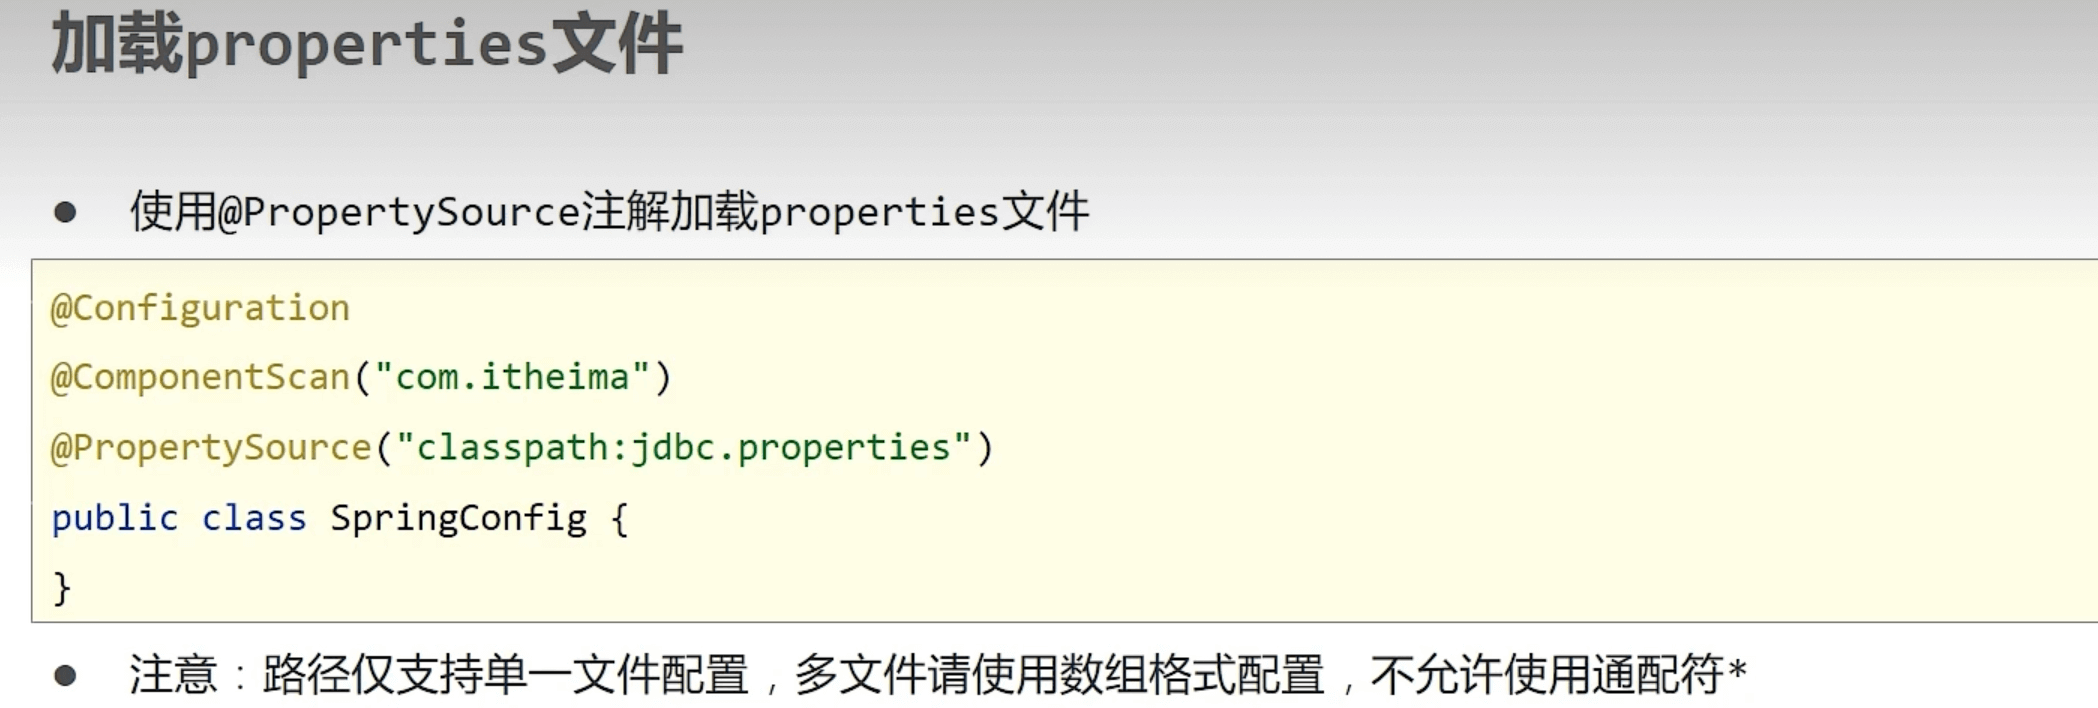 加载properties文件
● 使用@PropertySource注解加载properties文件
@Configuration
@ComponentScan("com.itheima")
@PropertySource("classpath:jdbc.properties")
public class SpringConfig {
}
● 注意：路径仅支持单一文件配置，多文件请使用数组格式配置，不允许使用通配符*